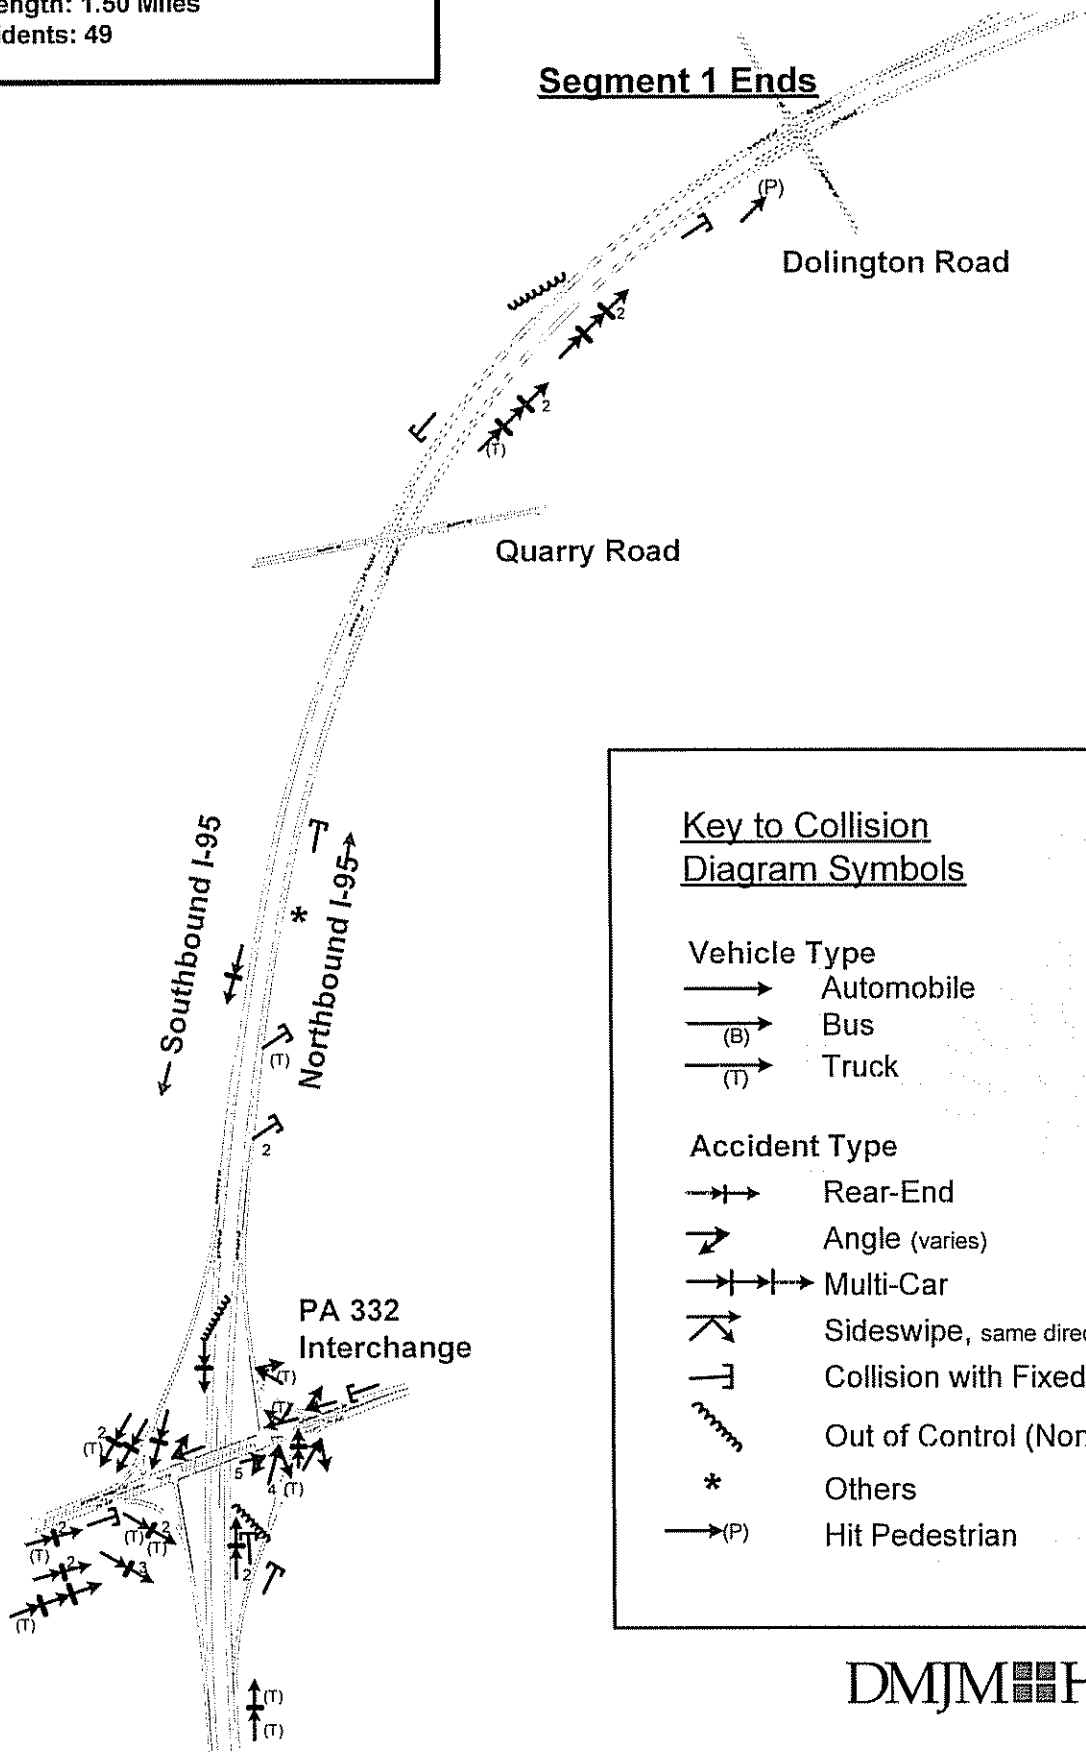 ength: 1.50 Miles
idents: 49
Segment 1 Ends
(P)
Dolington Road
2
2
(T)
Quarry Road
Southbound I-95
Northbound I-95
(T)
2
PA 332
Interchange
(T)
(T)
2
(T)
5
4 (T)
2
(T)
2
(T)
(T)
2
3
2
(T)
(T)
(T)
Key to Collision
Diagram Symbols
Vehicle Type
Automobile
(B) Bus
(T) Truck
Accident Type
Rear-End
Angle (varies)
Multi-Car
Sideswipe, same direc
Collision with Fixed
Out of Control (Non
* Others
(P) Hit Pedestrian
DMJM H